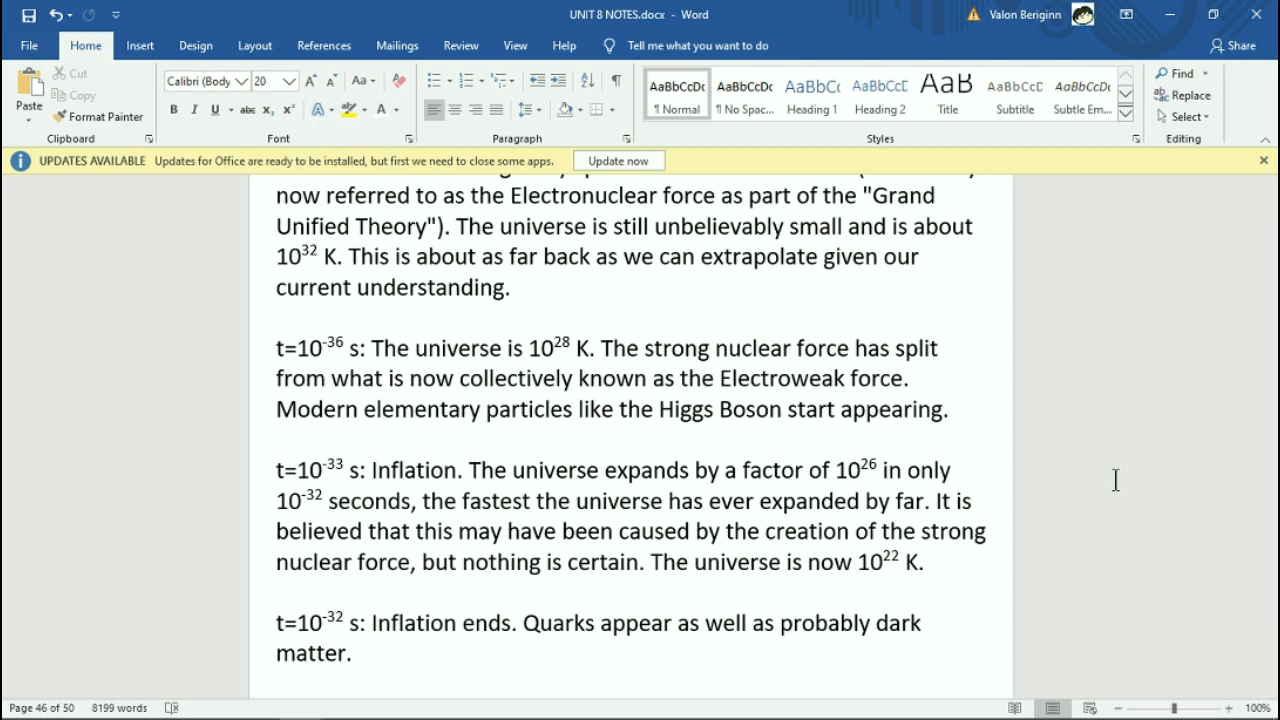 UNIT 8 NOTES.docx - Word
Valon Beriginn
File Home Insert Design Layout References Mailings Review View Help Tell me what you want to do Share
Paste
Cut
Copy
Format Painter
Clipboard
Calibri (Body 20
Aa
B I U abc x₂ x² A A
Font
Paragraph
AaBbCcDc AaBbCcDc AaBbCc AaBbCcD AaB AaBbCcD AaBbCcDc
¶ Normal ¶ No Spac... Heading 1 Heading 2 Title Subtitle Subtle Em...
Styles
Find
Replace
Select
Editing
UPDATES AVAILABLE Updates for Office are ready to be installed, but first we need to close some apps. Update now
now referred to as the Electronuclear force as part of the "Grand
Unified Theory"). The universe is still unbelievably small and is about
10³² K. This is about as far back as we can extrapolate given our
current understanding.
t=10⁻³⁶ s: The universe is 10²⁸ K. The strong nuclear force has split
from what is now collectively known as the Electroweak force.
Modern elementary particles like the Higgs Boson start appearing.
t=10⁻³³ s: Inflation. The universe expands by a factor of 10²⁶ in only
10⁻³² seconds, the fastest the universe has ever expanded by far. It is
believed that this may have been caused by the creation of the strong
nuclear force, but nothing is certain. The universe is now 10²² K.
t=10⁻³² s: Inflation ends. Quarks appear as well as probably dark
matter.
Page 46 of 50 8199 words 100%